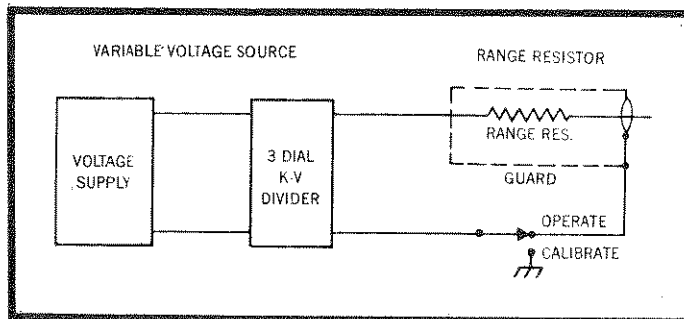 VARIABLE VOLTAGE SOURCE
RANGE RESISTOR
VOLTAGE
SUPPLY
3 DIAL
K-V
DIVIDER
RANGE RES.
GUARD
OPERATE
CALIBRATE